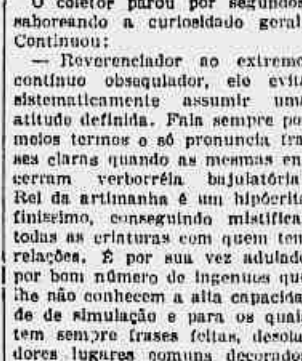 O coletor parou por segundos
saboreando a curiosidade geral.
Continuou:
— Reverenciador ao extremo
contínuo obsequiador, ele evita
sistematicamente assumir uma
atitude definida. Fala sempre por
meios termos e só pronuncia fra
ses claras quando as mesmas en
cerram verborréia bajulatória.
Rei da artimanha é um hipócrita
finíssimo, conseguindo mistificar
todas as criaturas com quem tem
relações. É por sua vez adulado
por bom número de ingenuos que
lhe não conhecem a alta capacida
de de simulação e para os quais
tem sempre frases feitas, desola
dores lugares comuns decorado